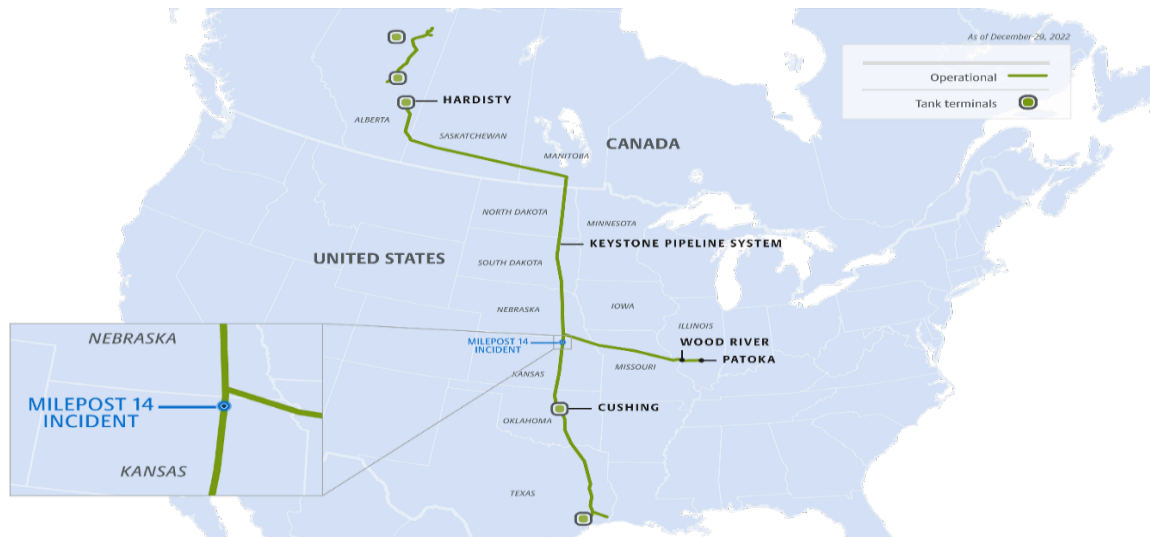 As of December 29, 2022
Operational
Tank terminals
HARDISTY
ALBERTA
SASKATCHEWAN
CANADA
MANITOBA
NORTH DAKOTA
MINNESOTA
KEYSTONE PIPELINE SYSTEM
UNITED STATES
SOUTH DAKOTA
NEBRASKA
IOWA
ILLINOIS
MILEPOST 14
INCIDENT
WOOD RIVER
PATOKA
MISSOURI
KANSAS
CUSHING
OKLAHOMA
TEXAS
NEBRASKA
MILEPOST 14
INCIDENT
KANSAS